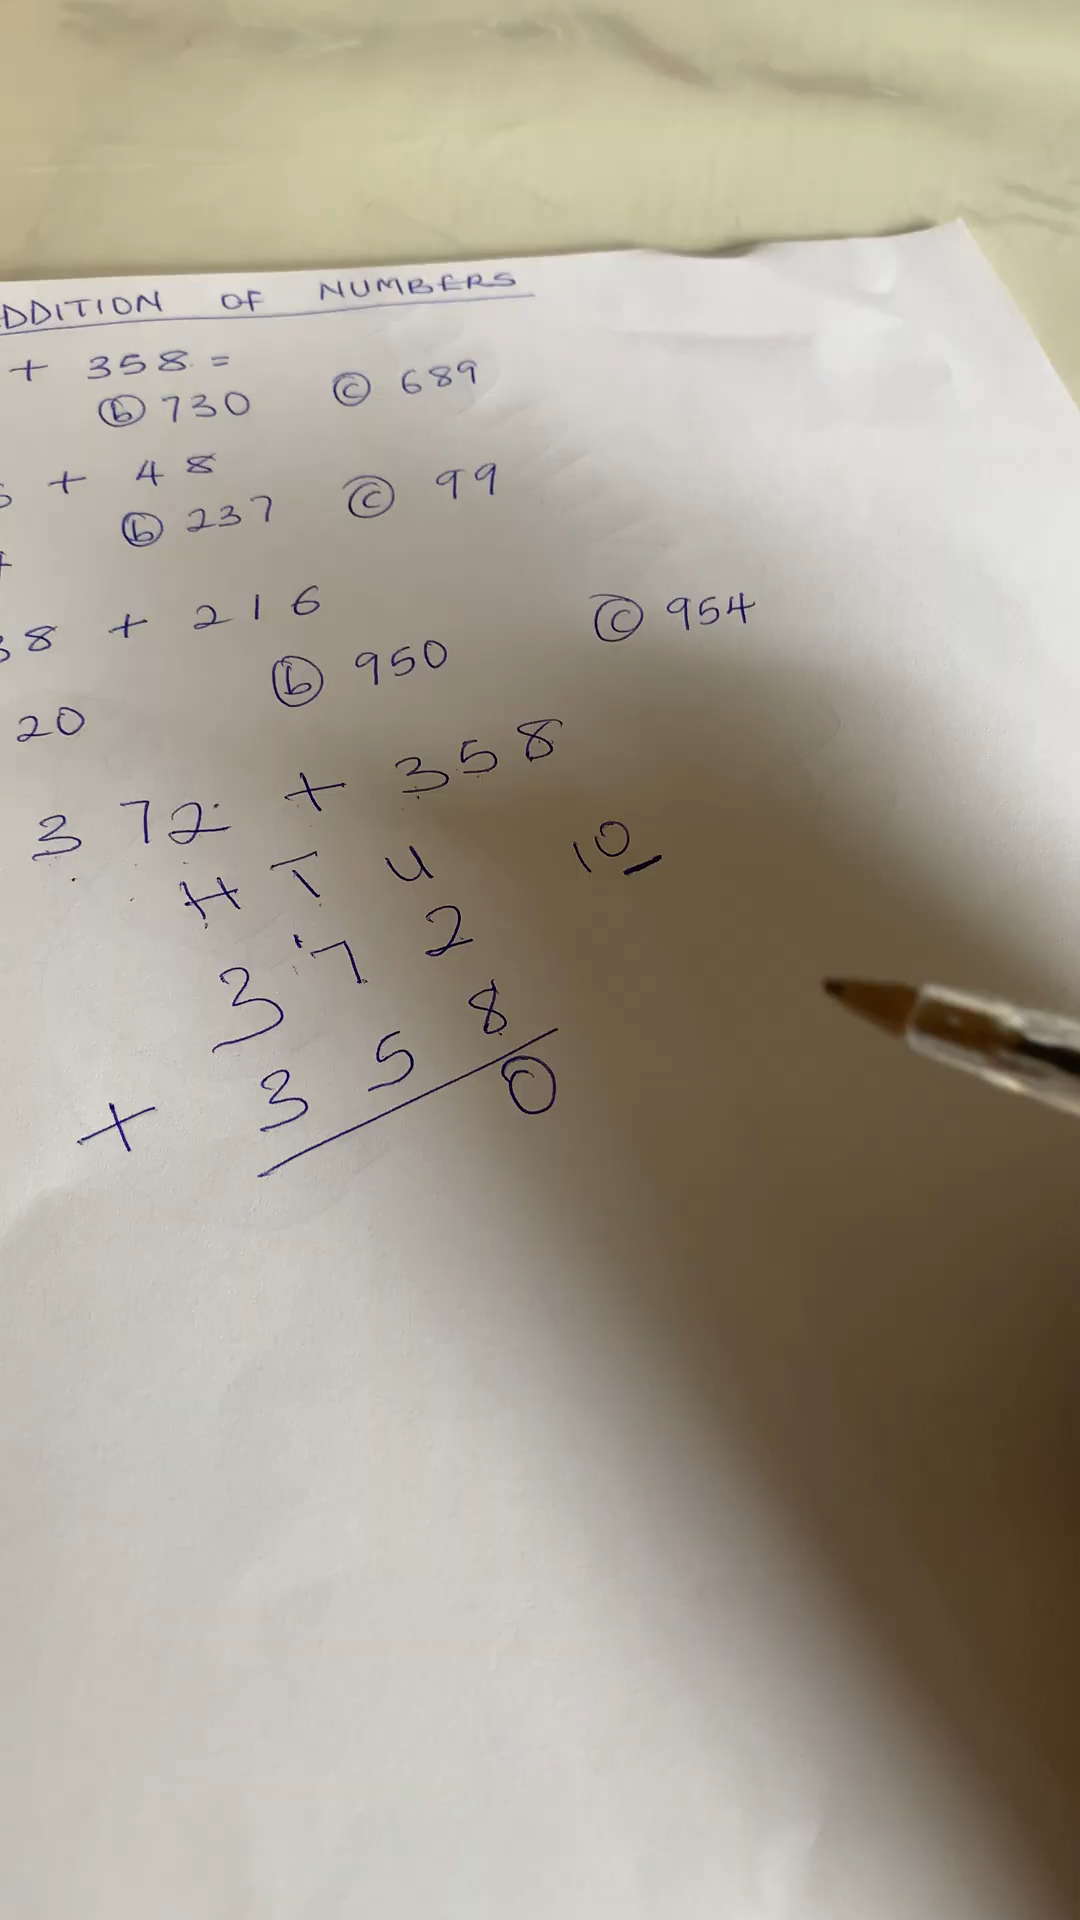 DDITION OF NUMBERS
+ 358 =
ⓑ 730 ⓒ 689
+ 48
ⓑ 237 ⓒ 99
38 + 216
ⓒ 954
20 ⓑ 950
372 + 358
H T U 10
3 '7 2
+ 3 5 8
0